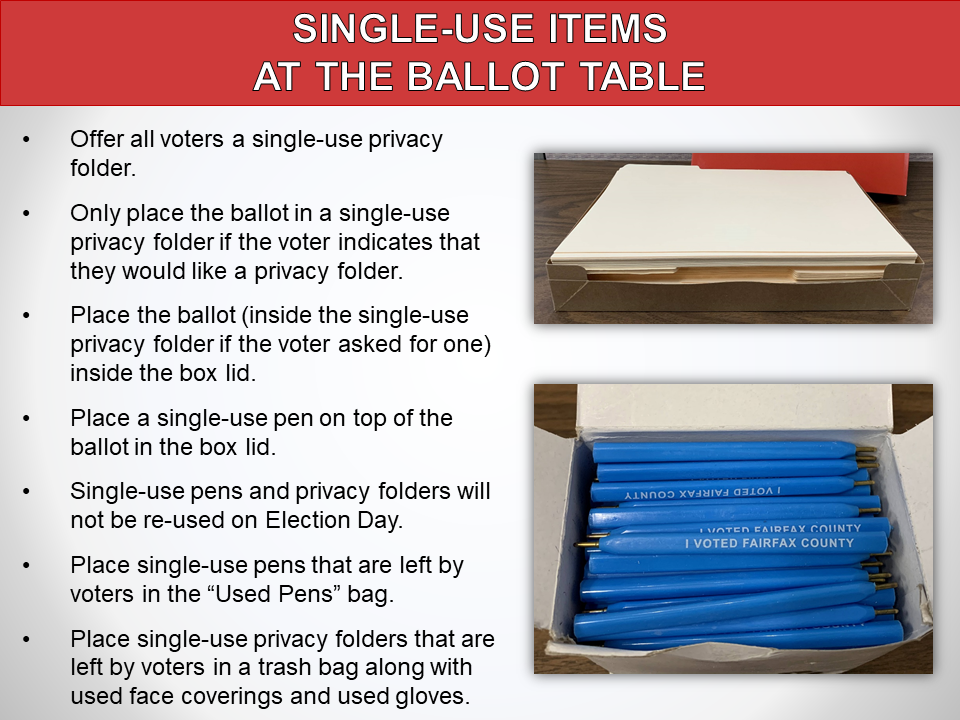 SINGLE-USE ITEMS
AT THE BALLOT TABLE
• Offer all voters a single-use privacy
folder.
• Only place the ballot in a single-use
privacy folder if the voter indicates that
they would like a privacy folder.
• Place the ballot (inside the single-use
privacy folder if the voter asked for one)
inside the box lid.
• Place a single-use pen on top of the
ballot in the box lid.
• Single-use pens and privacy folders will
not be re-used on Election Day.
• Place single-use pens that are left by
voters in the “Used Pens” bag.
• Place single-use privacy folders that are
left by voters in a trash bag along with
used face coverings and used gloves.
I VOTED FAIRFAX COUNTY
I VOTED FAIRFAX COUNTY
I VOTED FAIRFAX COUNTY